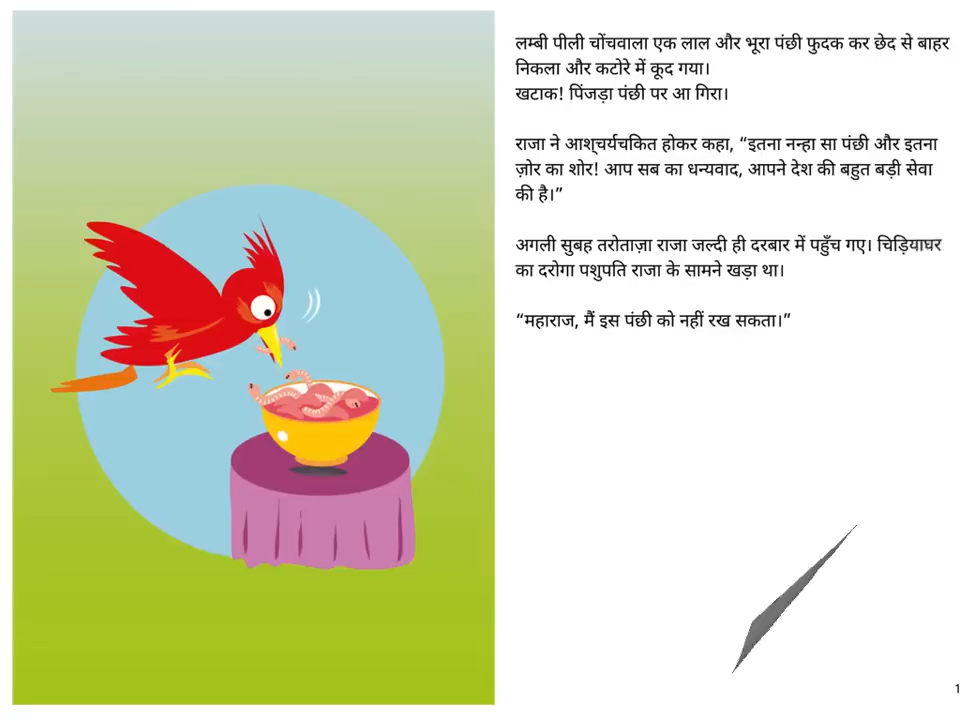 लम्बी पीली चोंचवाला एक लाल और भूरा पंछी फुदक कर छेद से बाहर
निकला और कटोरे में कूद गया।
खटाक! पिंजड़ा पंछी पर आ गिरा।
राजा ने आश्चर्यचकित होकर कहा, “इतना नन्हा सा पंछी और इतना
ज़ोर का शोर! आप सब का धन्यवाद, आपने देश की बहुत बड़ी सेवा
की है।”
अगली सुबह तरोताज़ा राजा जल्दी ही दरबार में पहुँच गए। चिड़ियाघर
का दरोगा पशुपति राजा के सामने खड़ा था।
“महाराज, मैं इस पंछी को नहीं रख सकता।”
1